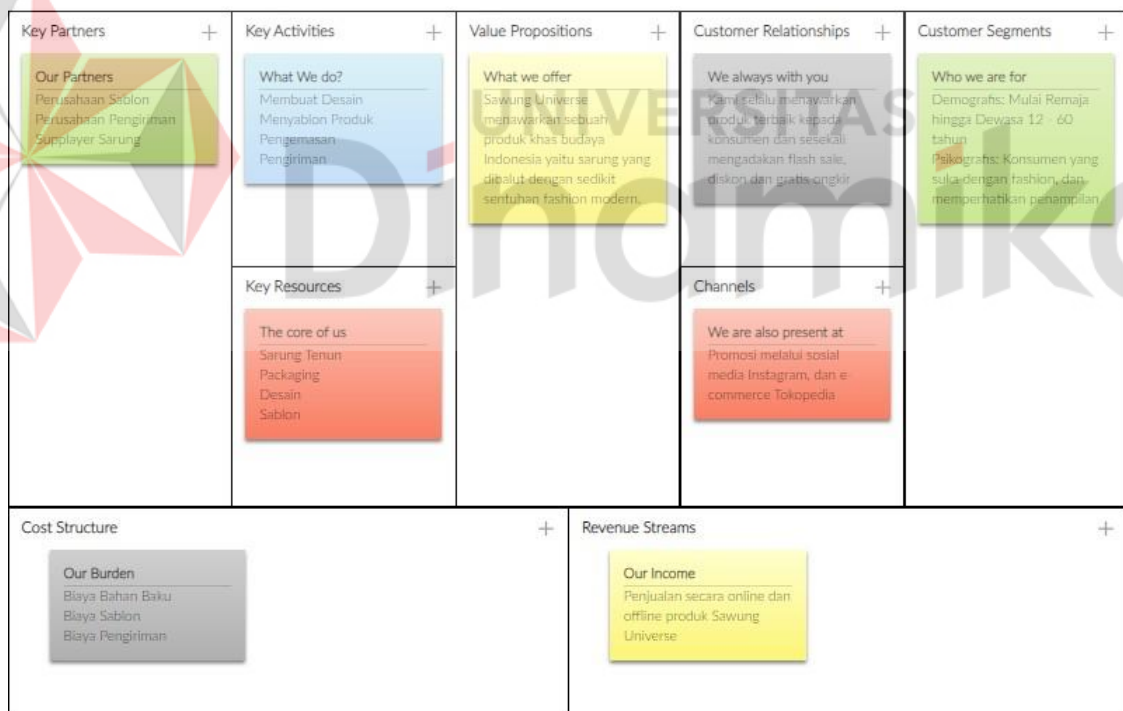 Key Partners
Our Partners
Perusahaan Sablon
Perusahaan Pengiriman
Supplayer Sarung
Key Activities
What We do?
Membuat Desain
Menyablon Produk
Pengemasan
Pengiriman
Key Resources
The core of us
Sarung Tenun
Packaging
Desain
Sablon
Value Propositions
What we offer
Sawung Universe
menawarkan sebuah
produk khas budaya
Indonesia yaitu sarung yang
dibalut dengan sedikit
sentuhan fashion modern.
Customer Relationships
We always with you
Kami selalu menawarkan
produk terbaik kepada
konsumen dan sesekali
mengadakan flash sale,
diskon dan gratis ongkir
Channels
We are also present at
Promosi melalui sosial
media Instagram, dan e-
commerce Tokopedia
Customer Segments
Who we are for
Demografis: Mulai Remaja
hingga Dewasa 12 - 60
tahun
Psikografis: Konsumen yang
suka dengan fashion, dan
memperhatikan penampilan
Cost Structure
Our Burden
Biaya Bahan Baku
Biaya Sablon
Biaya Pengiriman
Revenue Streams
Our Income
Penjualan secara online dan
offline produk Sawung
Universe
UNIVERSITAS
Dinamika